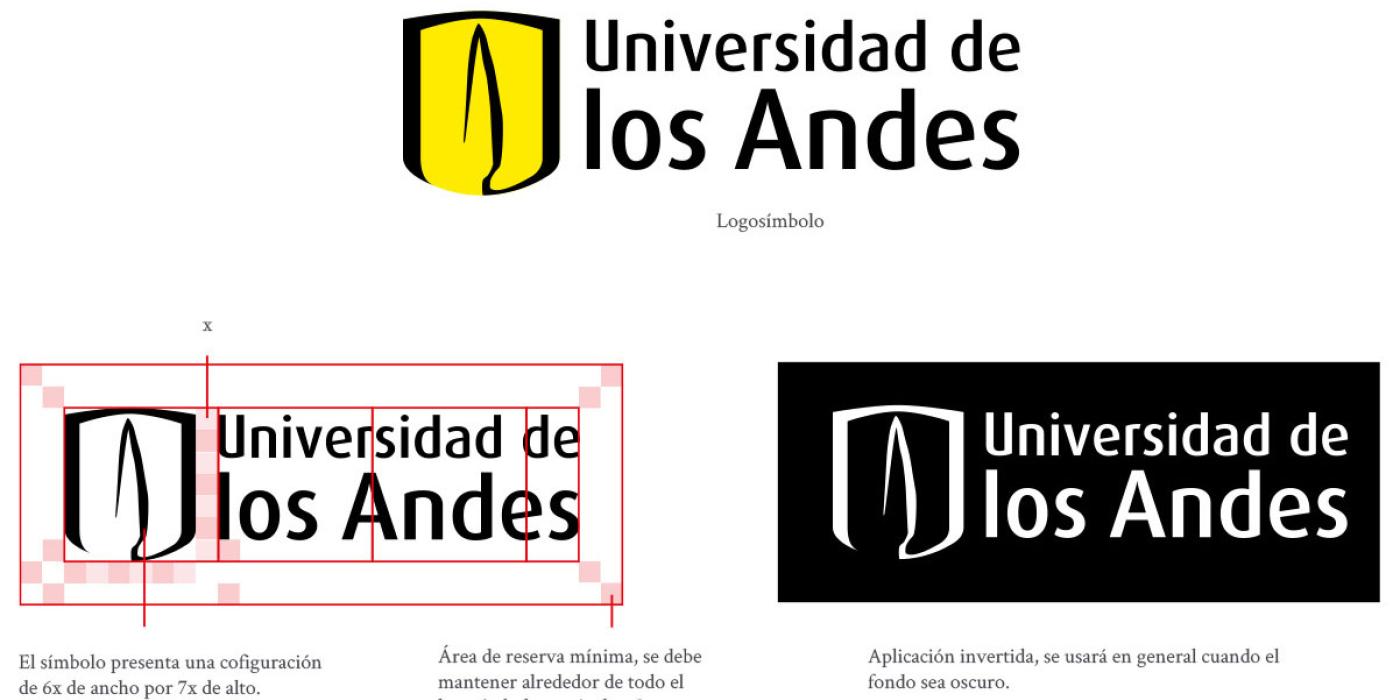 Universidad de
los Andes
Logosímbolo
x
Universidad de
los Andes
Universidad de
los Andes
El símbolo presenta una cofiguración
de 6x de ancho por 7x de alto.
Área de reserva mínima, se debe
mantener alrededor de todo el
Aplicación invertida, se usará en general cuando el
fondo sea oscuro.